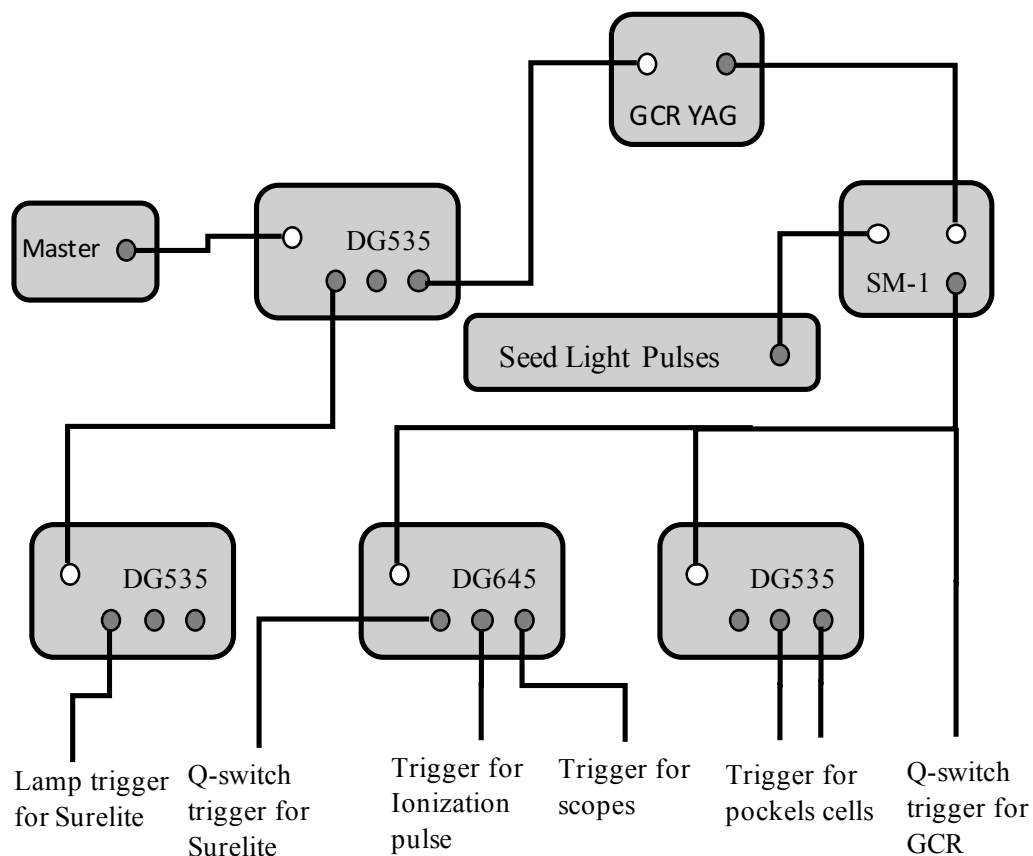 GCR YAG
Master
DG535
SM-1
Seed Light Pulses
DG535
DG645
DG535
Lamp trigger
for Surelite
Q-switch
trigger for
Surelite
Trigger for
Ionization
pulse
Trigger for
scopes
Trigger for
pockels cells
Q-switch
trigger for
GCR